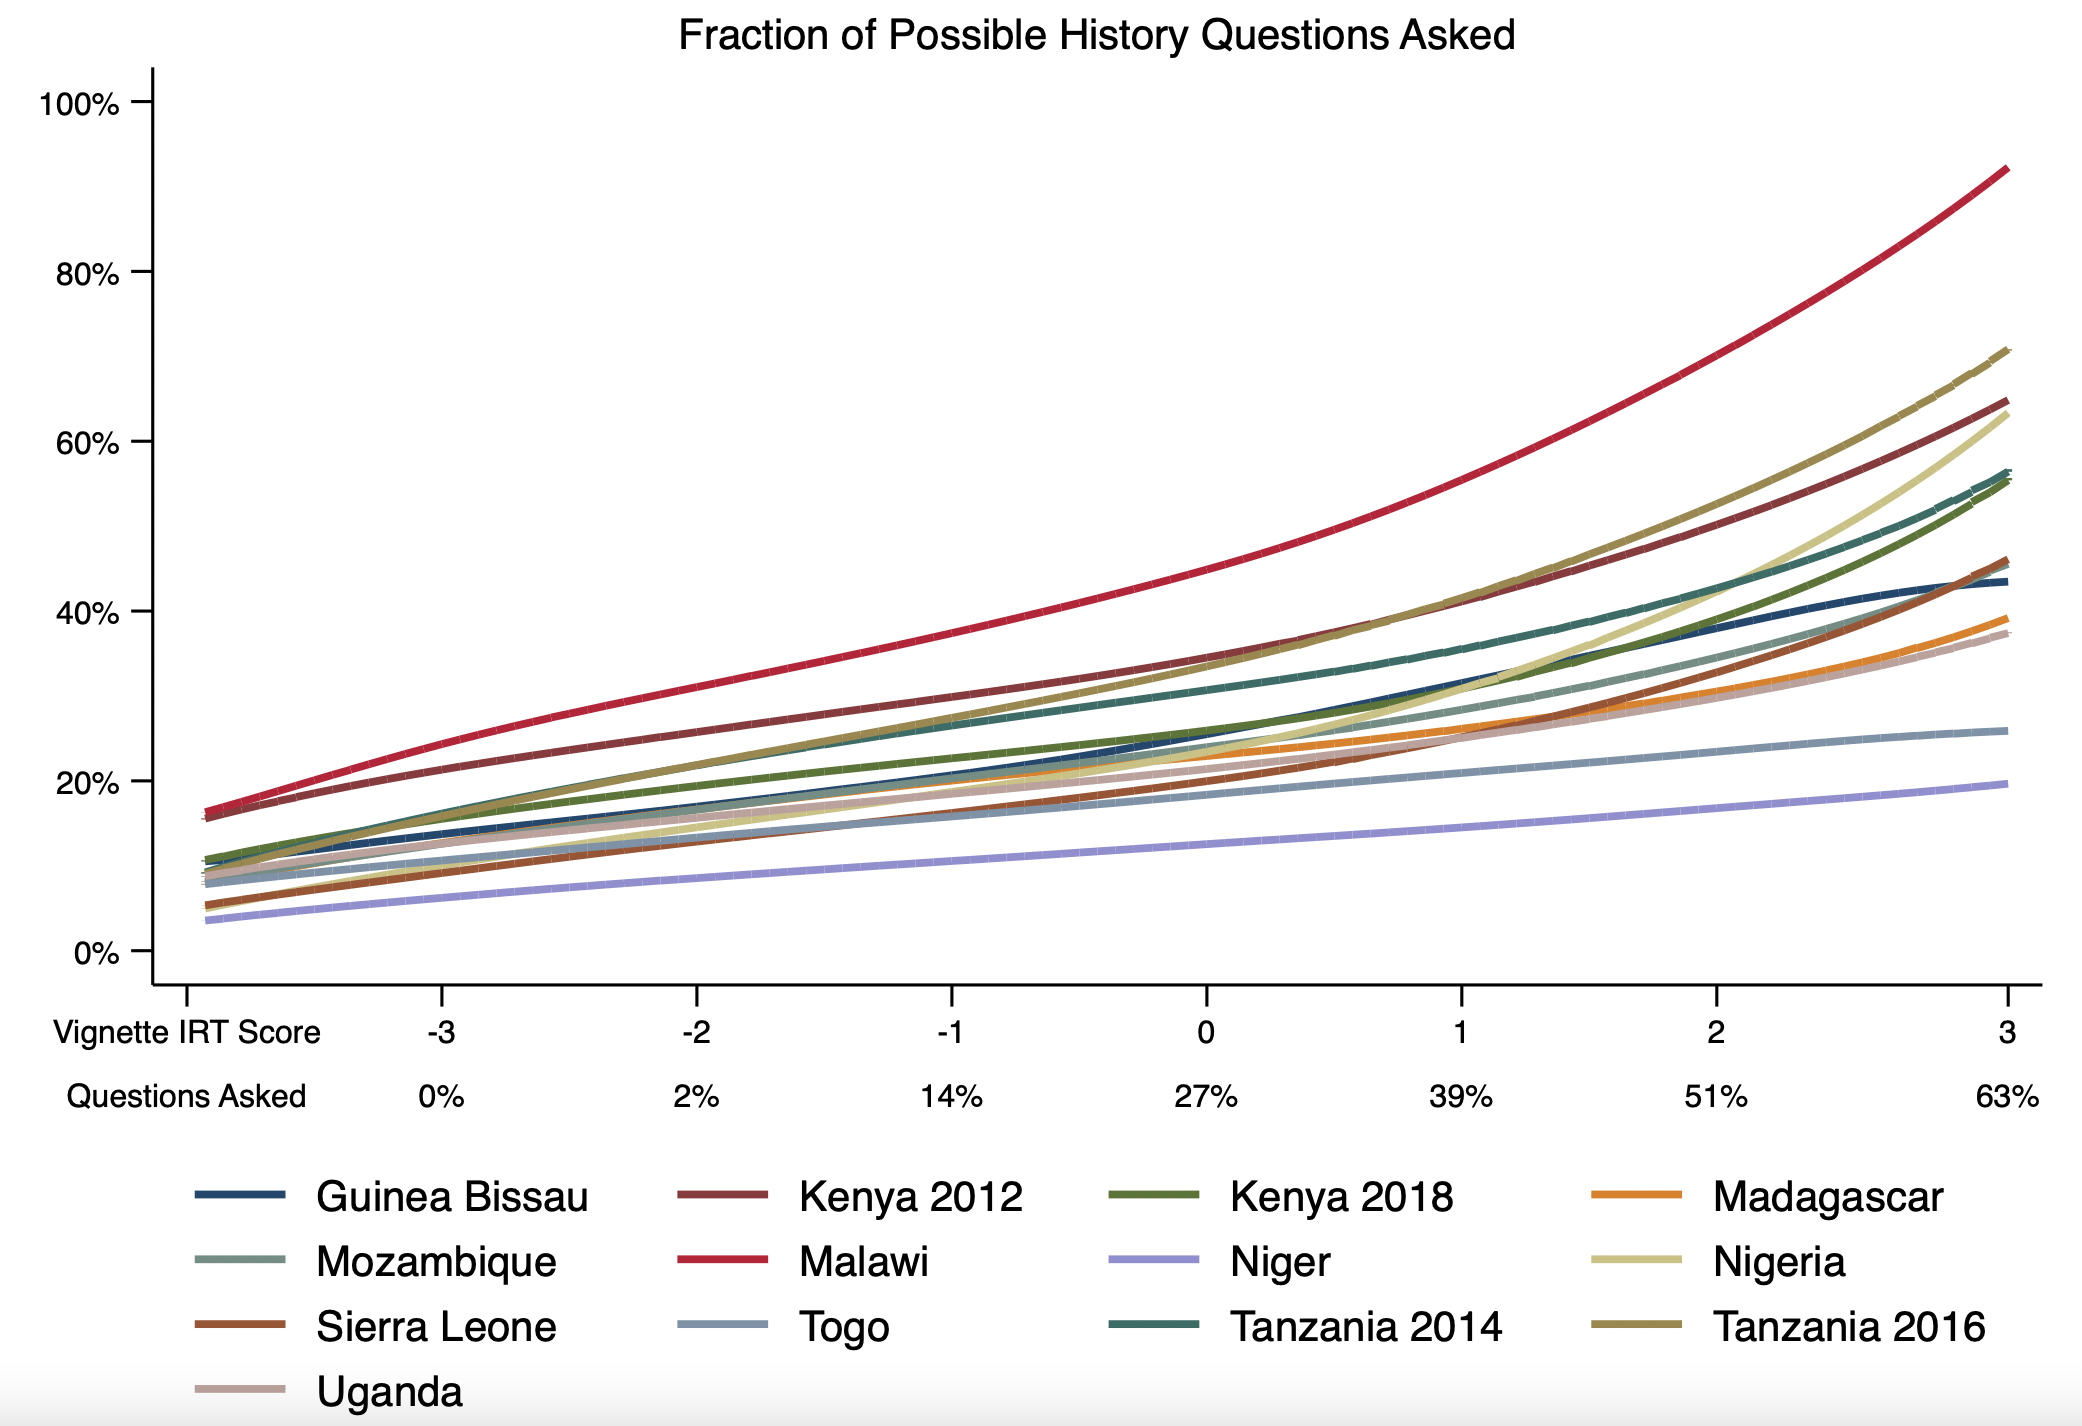 Fraction of Possible History Questions Asked
100%
80%
60%
40%
20%
0%
Vignette IRT Score -3 -2 -1 0 1 2 3
Questions Asked 0% 2% 14% 27% 39% 51% 63%
Guinea Bissau Kenya 2012 Kenya 2018 Madagascar
Mozambique Malawi Niger Nigeria
Sierra Leone Togo Tanzania 2014 Tanzania 2016
Uganda